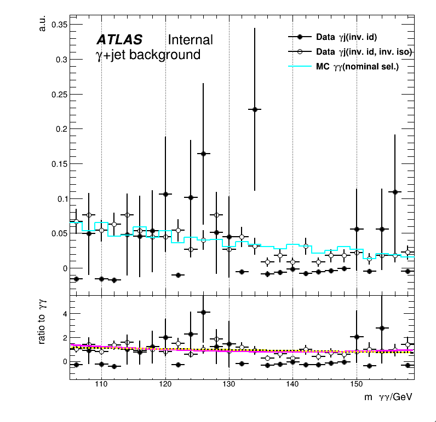 a.u.
ATLAS Internal
γ+jet background
Data γj(inv. id)
Data γj(inv. id, inv. iso)
MC γγ(nominal sel.)
0.35
0.3
0.25
0.2
0.15
0.1
0.05
0
ratio to γγ
4
2
0
110 120 130 140 150
m γγ/GeV